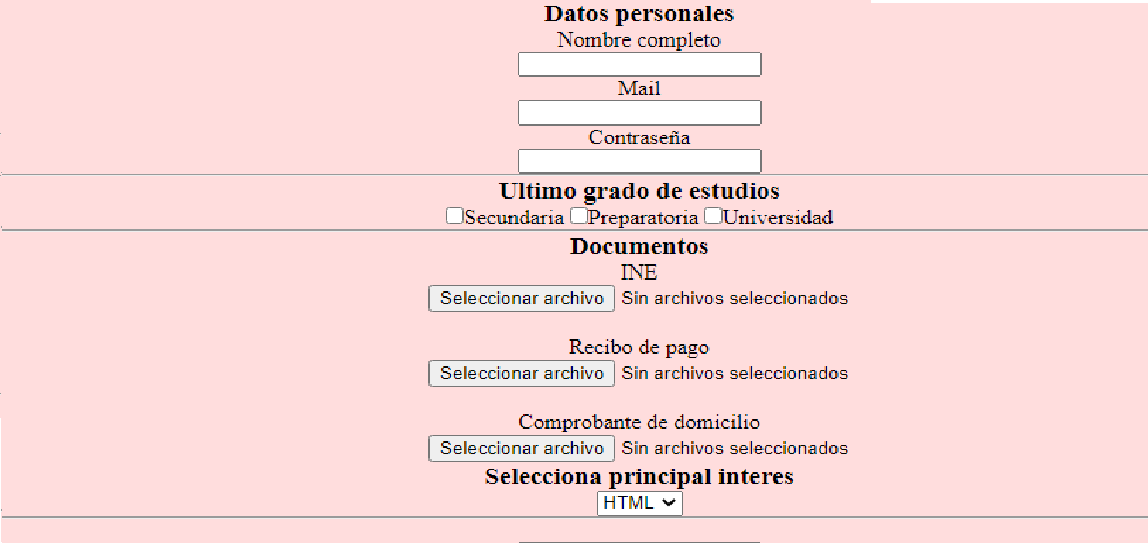 Datos personales
Nombre completo
Mail
Contraseña
Ultimo grado de estudios
Secundaria Preparatoria Universidad
Documentos
INE
Seleccionar archivo Sin archivos seleccionados
Recibo de pago
Seleccionar archivo Sin archivos seleccionados
Comprobante de domicilio
Seleccionar archivo Sin archivos seleccionados
Selecciona principal interes
HTML